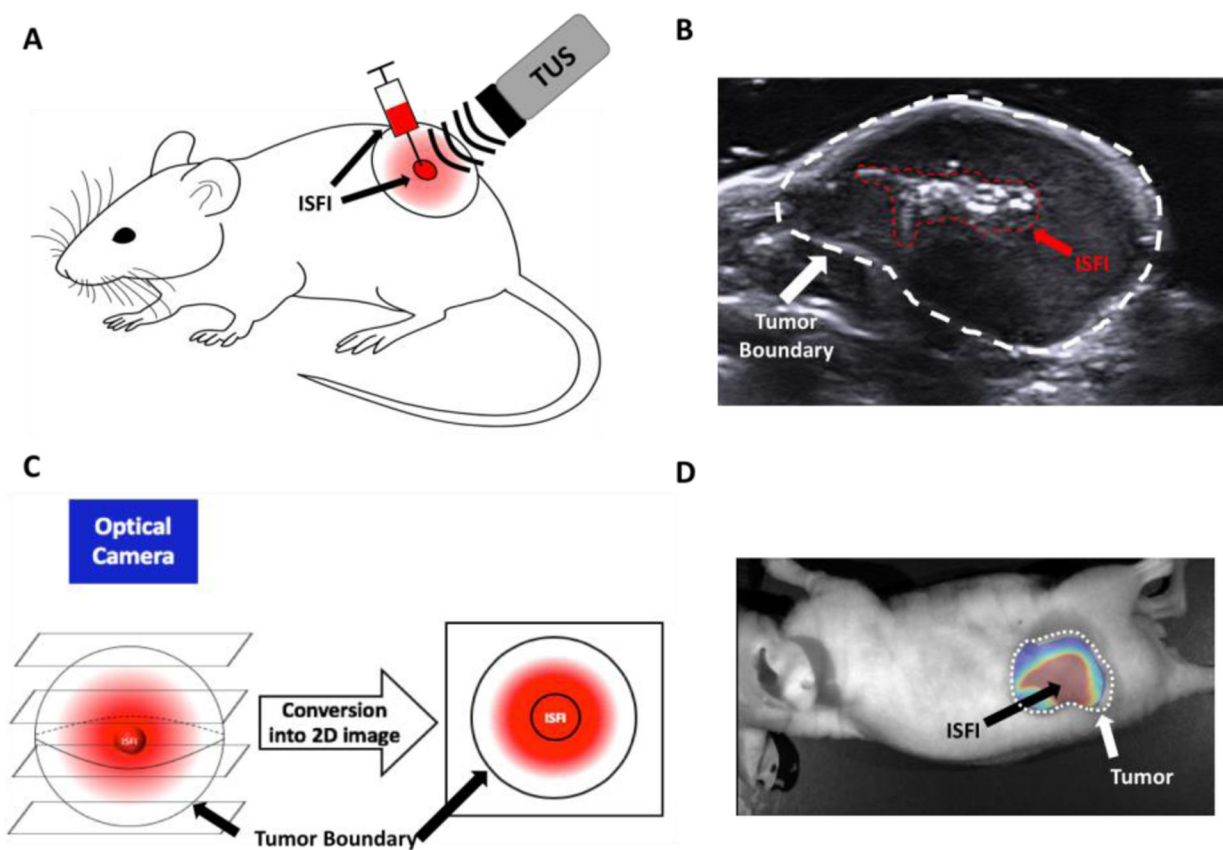 A
TUS
ISFI
B
ISFI
Tumor
Boundary
C
Optical
Camera
ISFI
Conversion
into 2D image
ISFI
Tumor Boundary
D
ISFI
Tumor